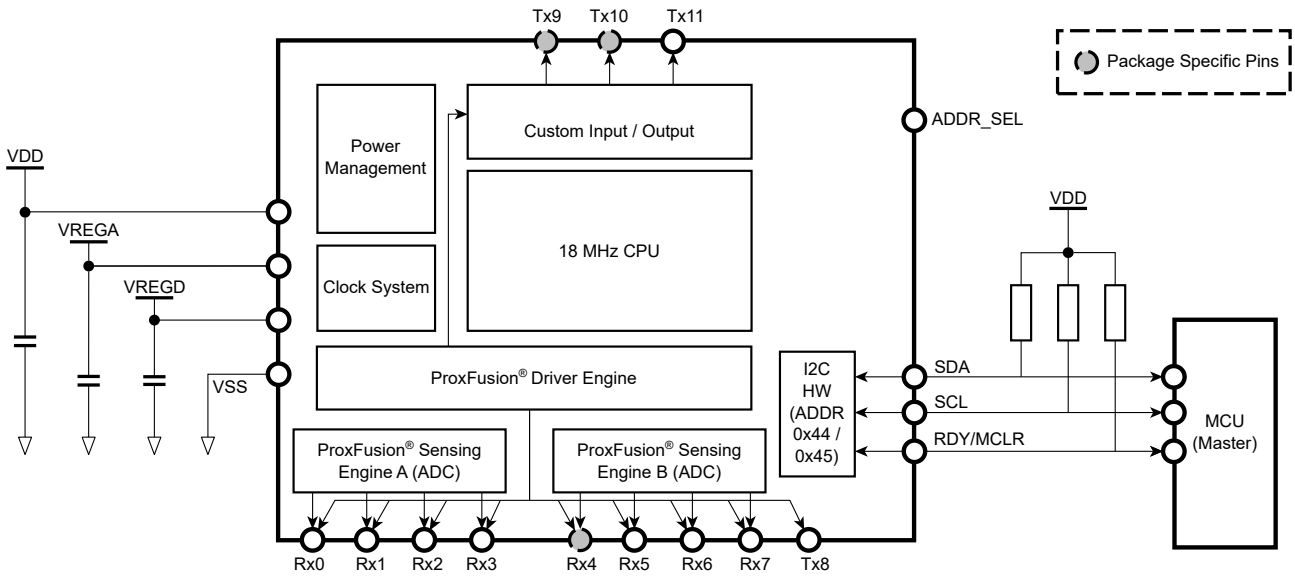 Tx9
Tx10
Tx11
Package Specific Pins
Power
Management
Custom Input / Output
ADDR_SEL
VDD
VREGA
VREGD
VSS
Clock System
18 MHz CPU
VDD
ProxFusion® Driver Engine
I2C
HW
(ADDR
0x44 /
0x45)
SDA
SCL
RDY/MCLR
MCU
(Master)
ProxFusion® Sensing
Engine A (ADC)
ProxFusion® Sensing
Engine B (ADC)
Rx0
Rx1
Rx2
Rx3
Rx4
Rx5
Rx6
Rx7
Tx8